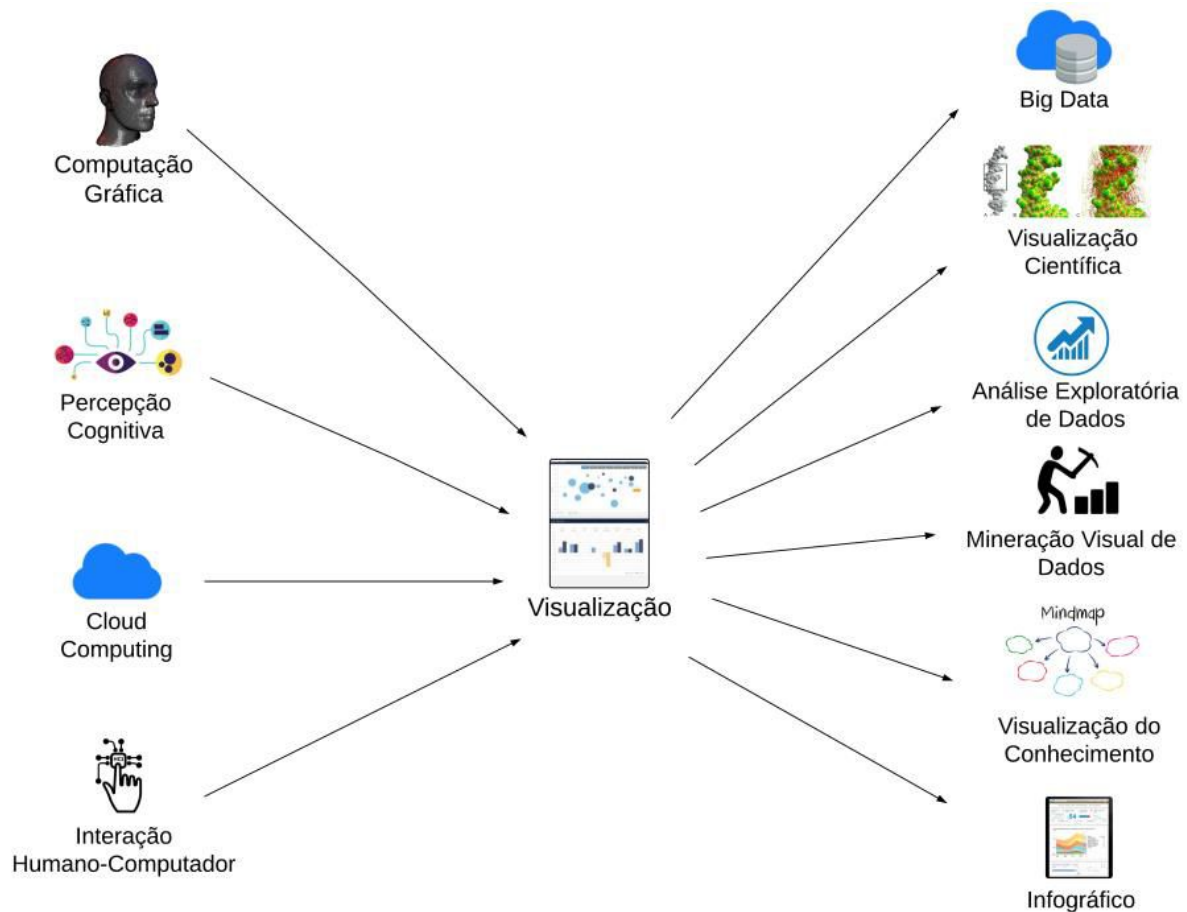 Computação
Gráfica
Percepção
Cognitiva
Cloud
Computing
Interação
Humano-Computador
Visualização
Big Data
Visualização
Científica
Análise Exploratória
de Dados
Mineração Visual de
Dados
Mindmap
Visualização do
Conhecimento
Infográfico